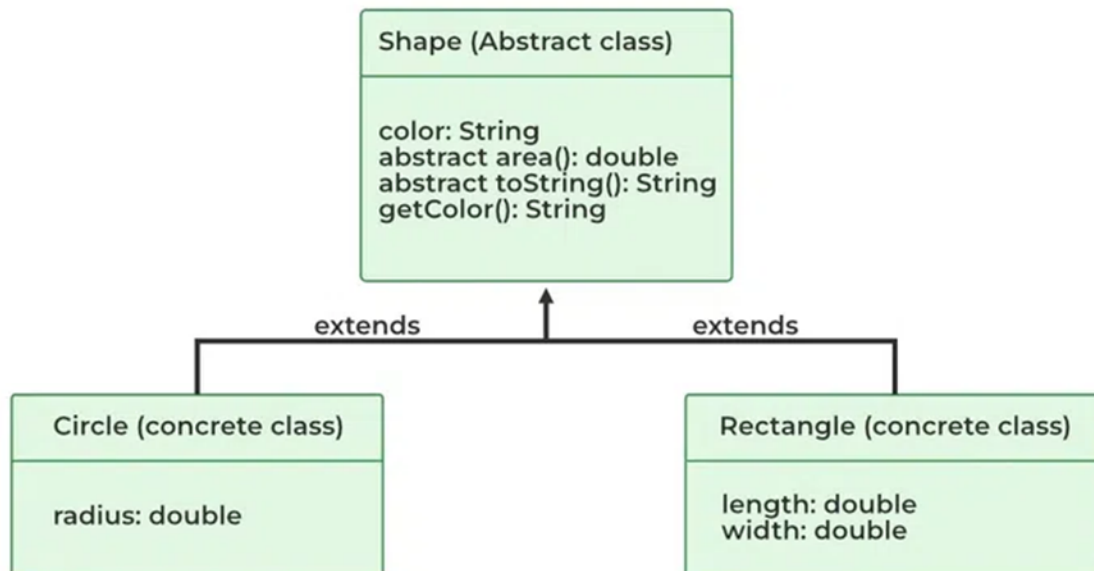 Shape (Abstract class)
color: String
abstract area(): double
abstract toString(): String
getColor(): String
extends
extends
Circle (concrete class)
radius: double
Rectangle (concrete class)
length: double
width: double